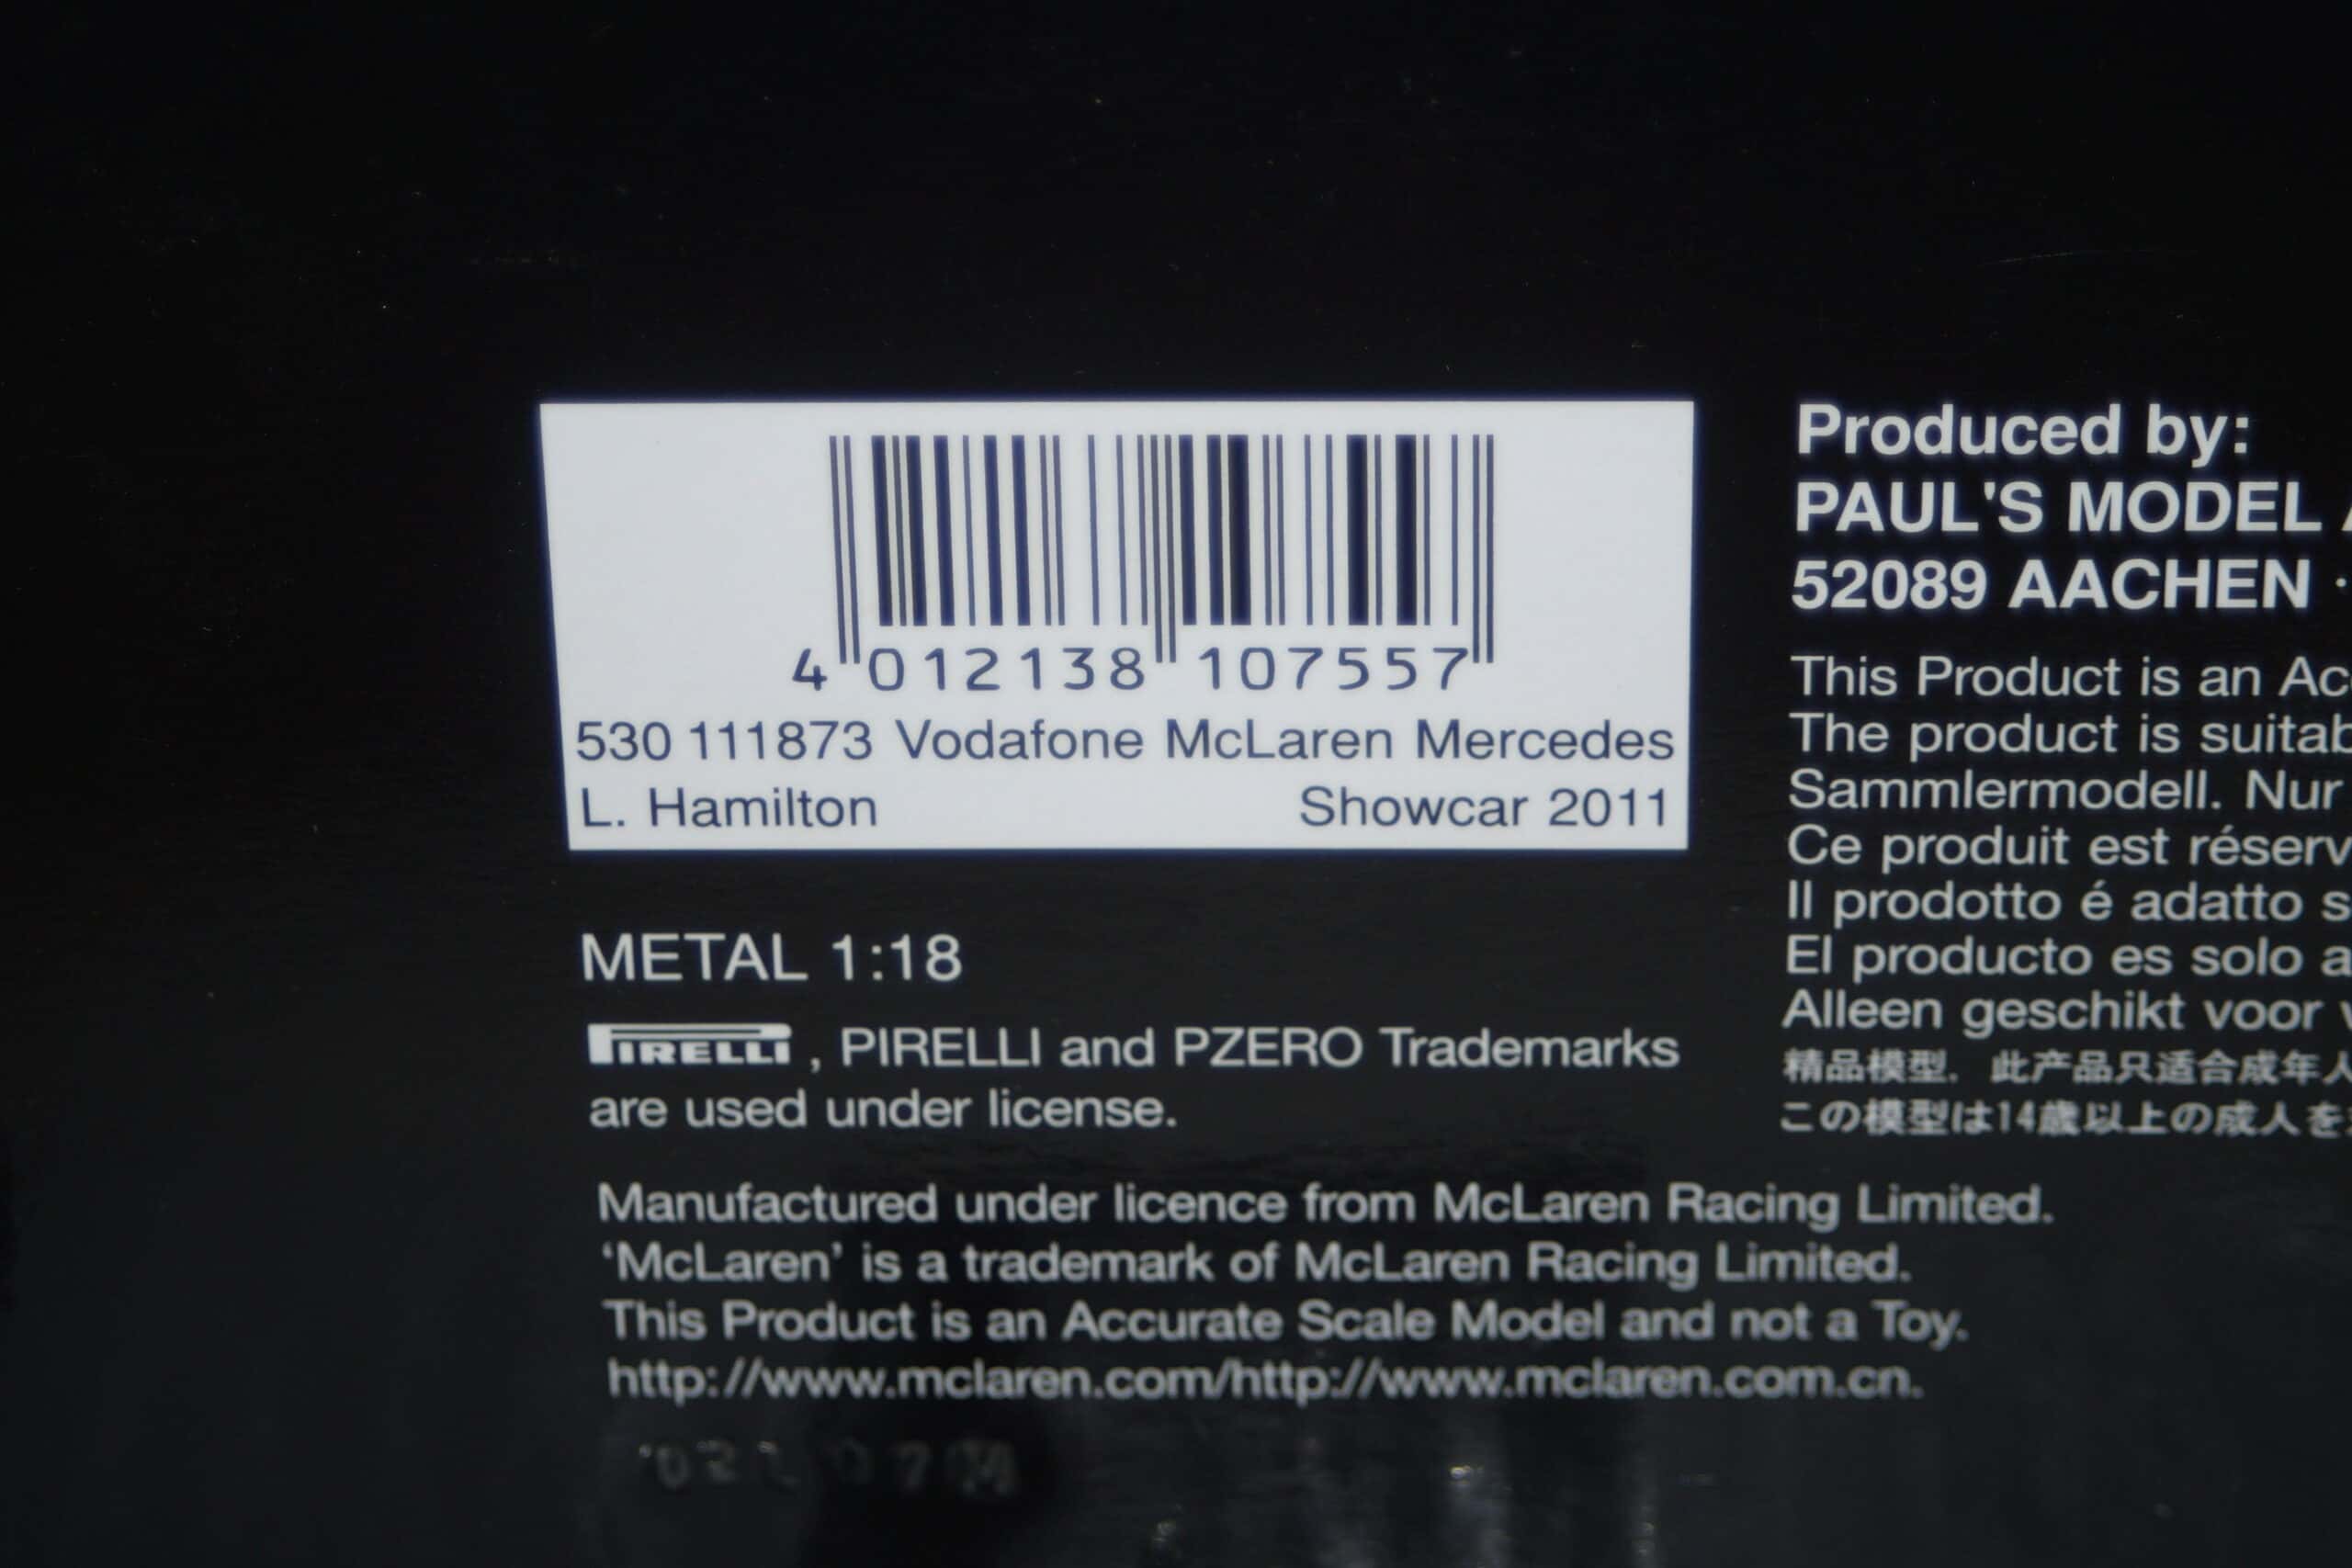 4 012138 107557
530 111873 Vodafone McLaren Mercedes
L. Hamilton Showcar 2011
METAL 1:18
PIRELLI , PIRELLI and PZERO Trademarks
are used under license.
Manufactured under licence from McLaren Racing Limited.
‘McLaren’ is a trademark of McLaren Racing Limited.
This Product is an Accurate Scale Model and not a Toy.
http://www.mclaren.com/http://www.mclaren.com.cn.
Produced by:
PAUL'S MODEL
52089 AACHEN ·
This Product is an
The product is
Sammlermodell. Nur
Ce produit est
Il prodotto é adatto
El producto es solo
Alleen geschikt voor
精品模型. 此产品只适合成年人
この模型は14歳以上の成人を